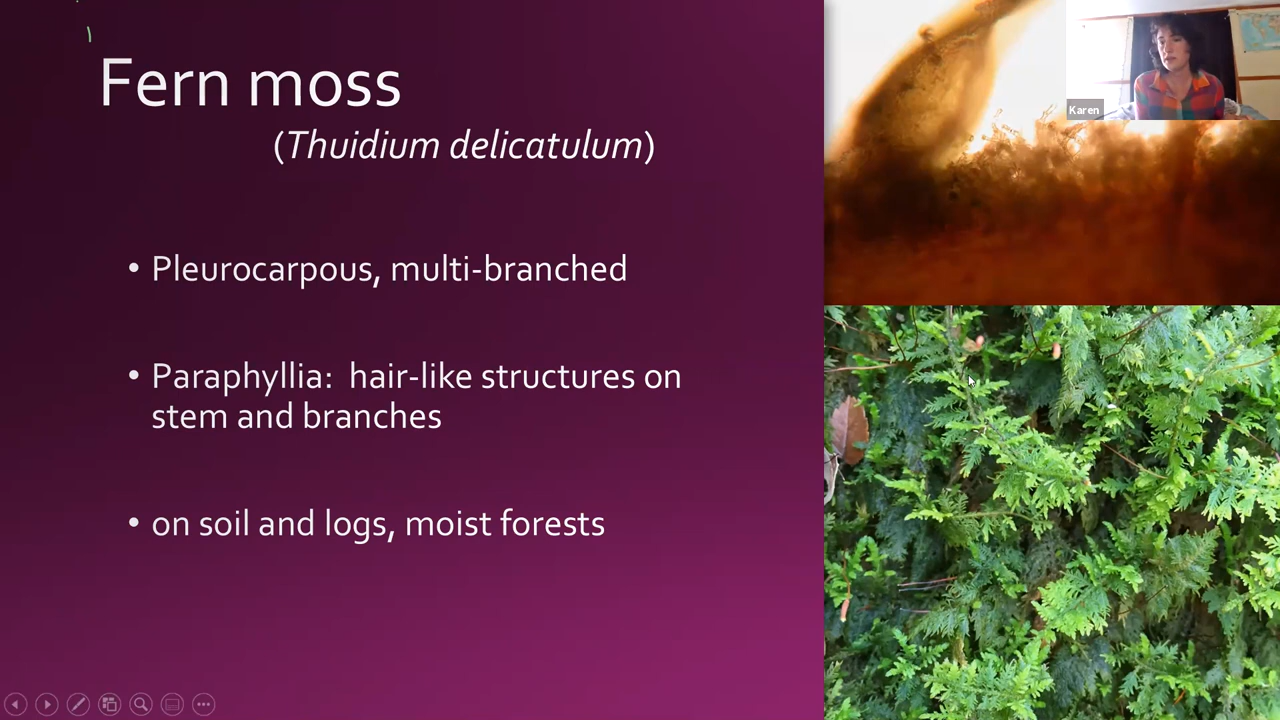 Fern moss
(Thuidium delicatulum)
• Pleurocarpous, multi-branched
• Paraphyllia: hair-like structures on
stem and branches
• on soil and logs, moist forests
Karen